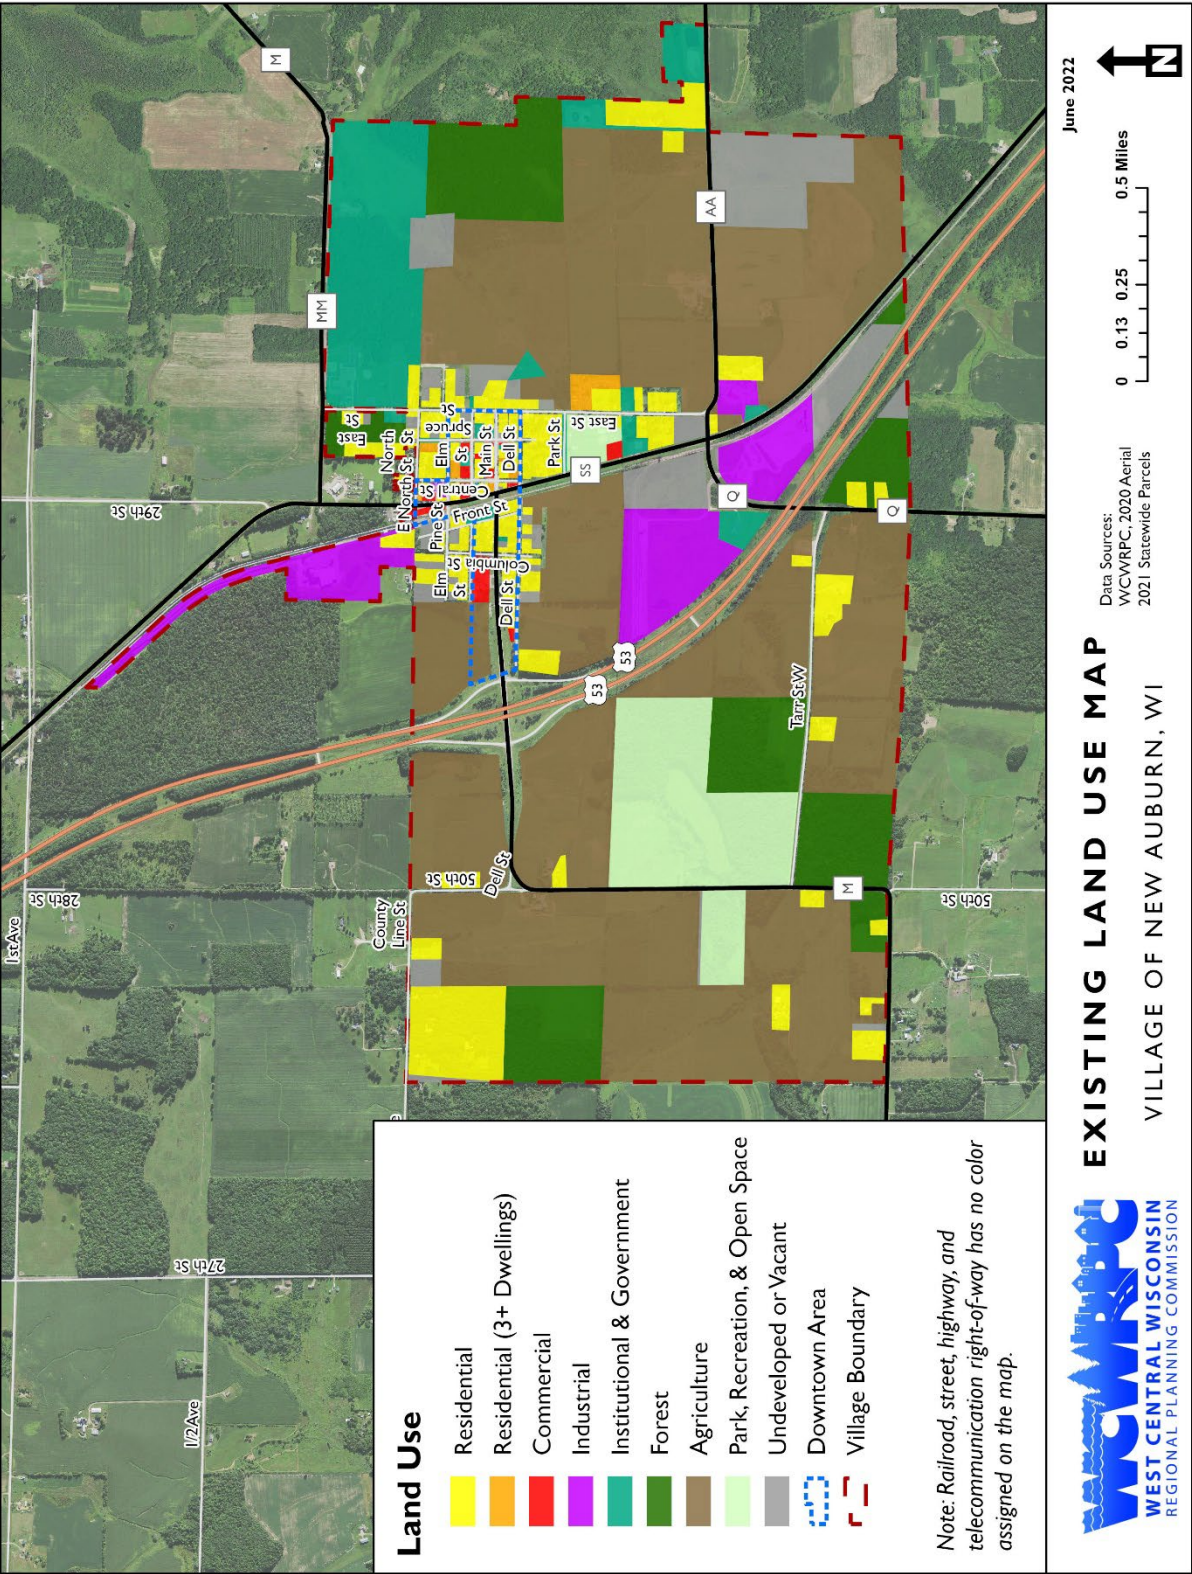 1st Ave
28th St
29th St
27th St
1/2 Ave
M
MM
County
Line St
50th St
Dell St
53
53
Elm
St
Columbia St
Dell St
Pine St
Front St
E North St
North
St
East
St
Central St
Elm
St
Spruce
St
Main St
Dell St
Park St
East St
SS
AA
Q
Q
Tarr St W
M
50th St
Land Use
Residential
Residential (3+ Dwellings)
Commercial
Industrial
Institutional & Government
Forest
Agriculture
Park, Recreation, & Open Space
Undeveloped or Vacant
Downtown Area
Village Boundary
Note: Railroad, street, highway, and
telecommunication right-of-way has no color
assigned on the map.
WCWRPC
WEST CENTRAL WISCONSIN
REGIONAL PLANNING COMMISSION
EXISTING LAND USE MAP
VILLAGE OF NEW AUBURN, WI
Data Sources:
WCWRPC, 2020 Aerial
2021 Statewide Parcels
0 0.13 0.25 0.5 Miles
June 2022
N